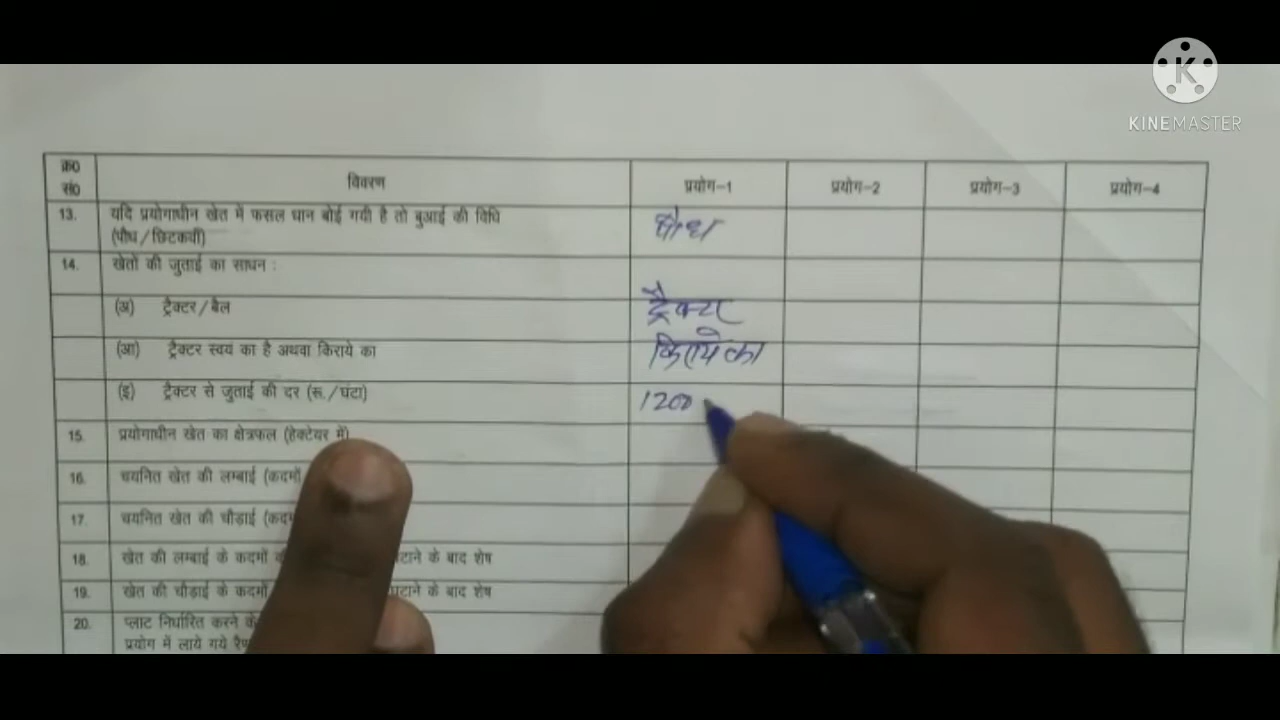 KINEMASTER
क्र0 सं0 विवरण प्रयोग-1 प्रयोग-2 प्रयोग-3 प्रयोग-4
13. यदि प्रयोगाधीन खेत में फसल धान बोई गयी है तो बुआई की विधि
(पौध/छिटकवाँ) पौध
14. खेतों की जुताई का साधन :
(अ) ट्रैक्टर/बैल ट्रैक्टर
(आ) ट्रैक्टर स्वयं का है अथवा किराये का किराये का
(इ) ट्रैक्टर से जुताई की दर (रू./घंटा) 1200
15. प्रयोगाधीन खेत का क्षेत्रफल (हेक्टेयर में)
16. चयनित खेत की लम्बाई (कदमों
17. चयनित खेत की चौड़ाई
18. खेत की लम्बाई के कदमों के बाद शेष
19. खेत की चौड़ाई के कदमों के बाद शेष
20. प्लाट निर्धारित करने
प्रयोग में लाये गये